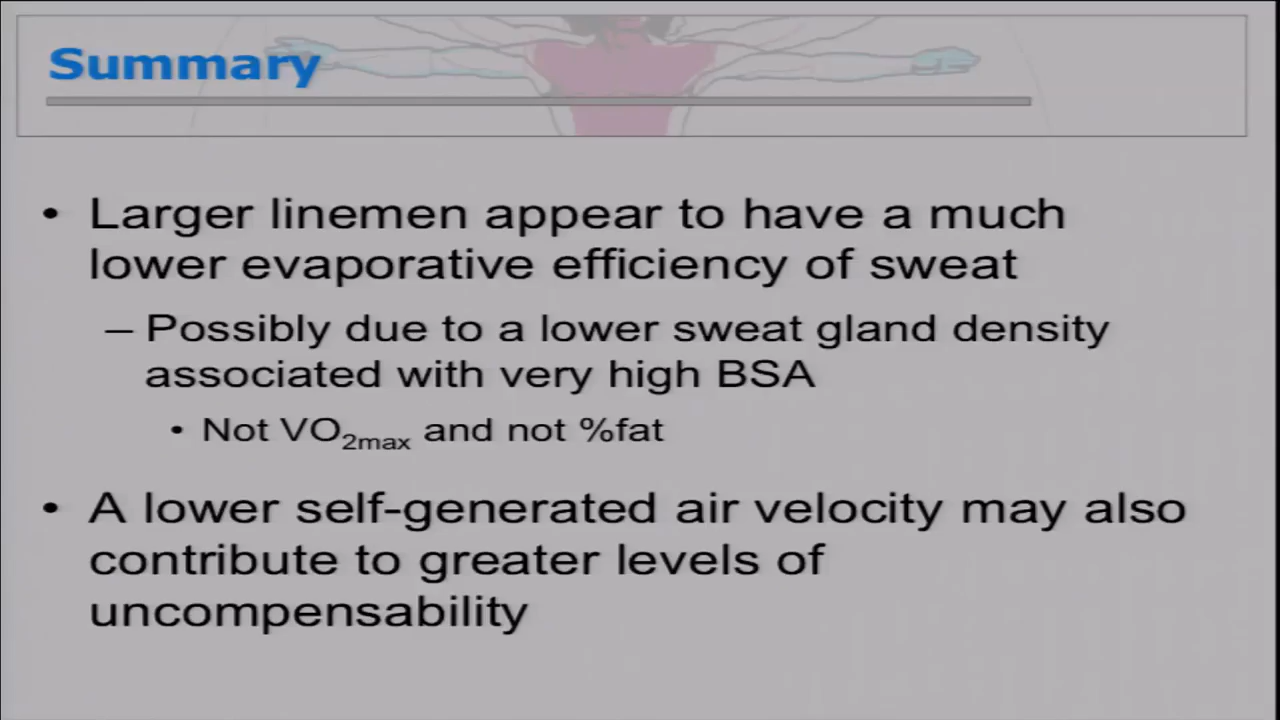 Summary
• Larger linemen appear to have a much
lower evaporative efficiency of sweat
– Possibly due to a lower sweat gland density
associated with very high BSA
• Not VO2max and not %fat
• A lower self-generated air velocity may also
contribute to greater levels of
uncompensability